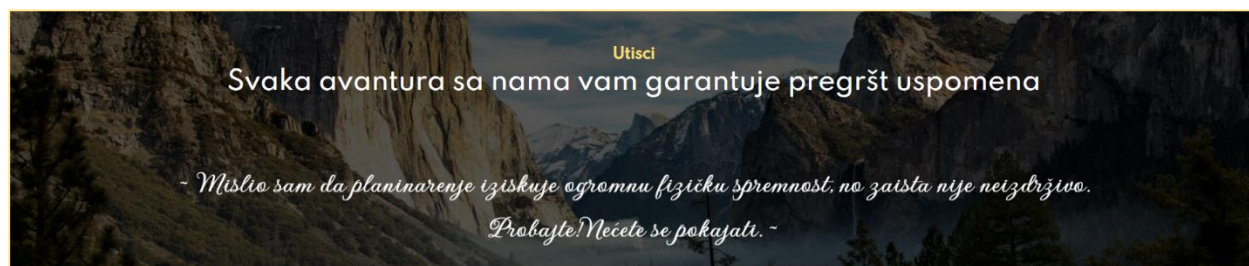 Utisci
Svaka avantura sa nama vam garantuje pregršt uspomena
~ Mislio sam da planinarenje iziskuje ogromnu fizičku spremnost, no zaista nije neizdrživo.
Probajte!Nećete se pokajati. ~